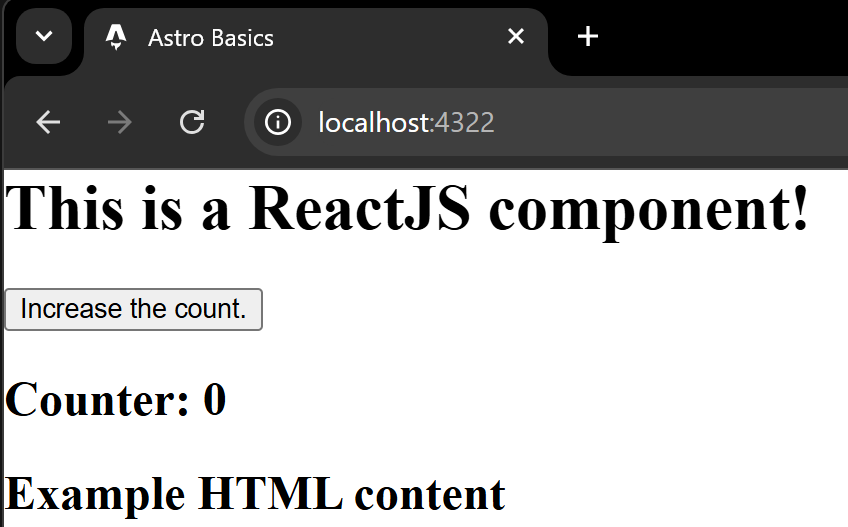 Astro Basics
localhost:4322
This is a ReactJS component!
Increase the count.
Counter: 0
Example HTML content